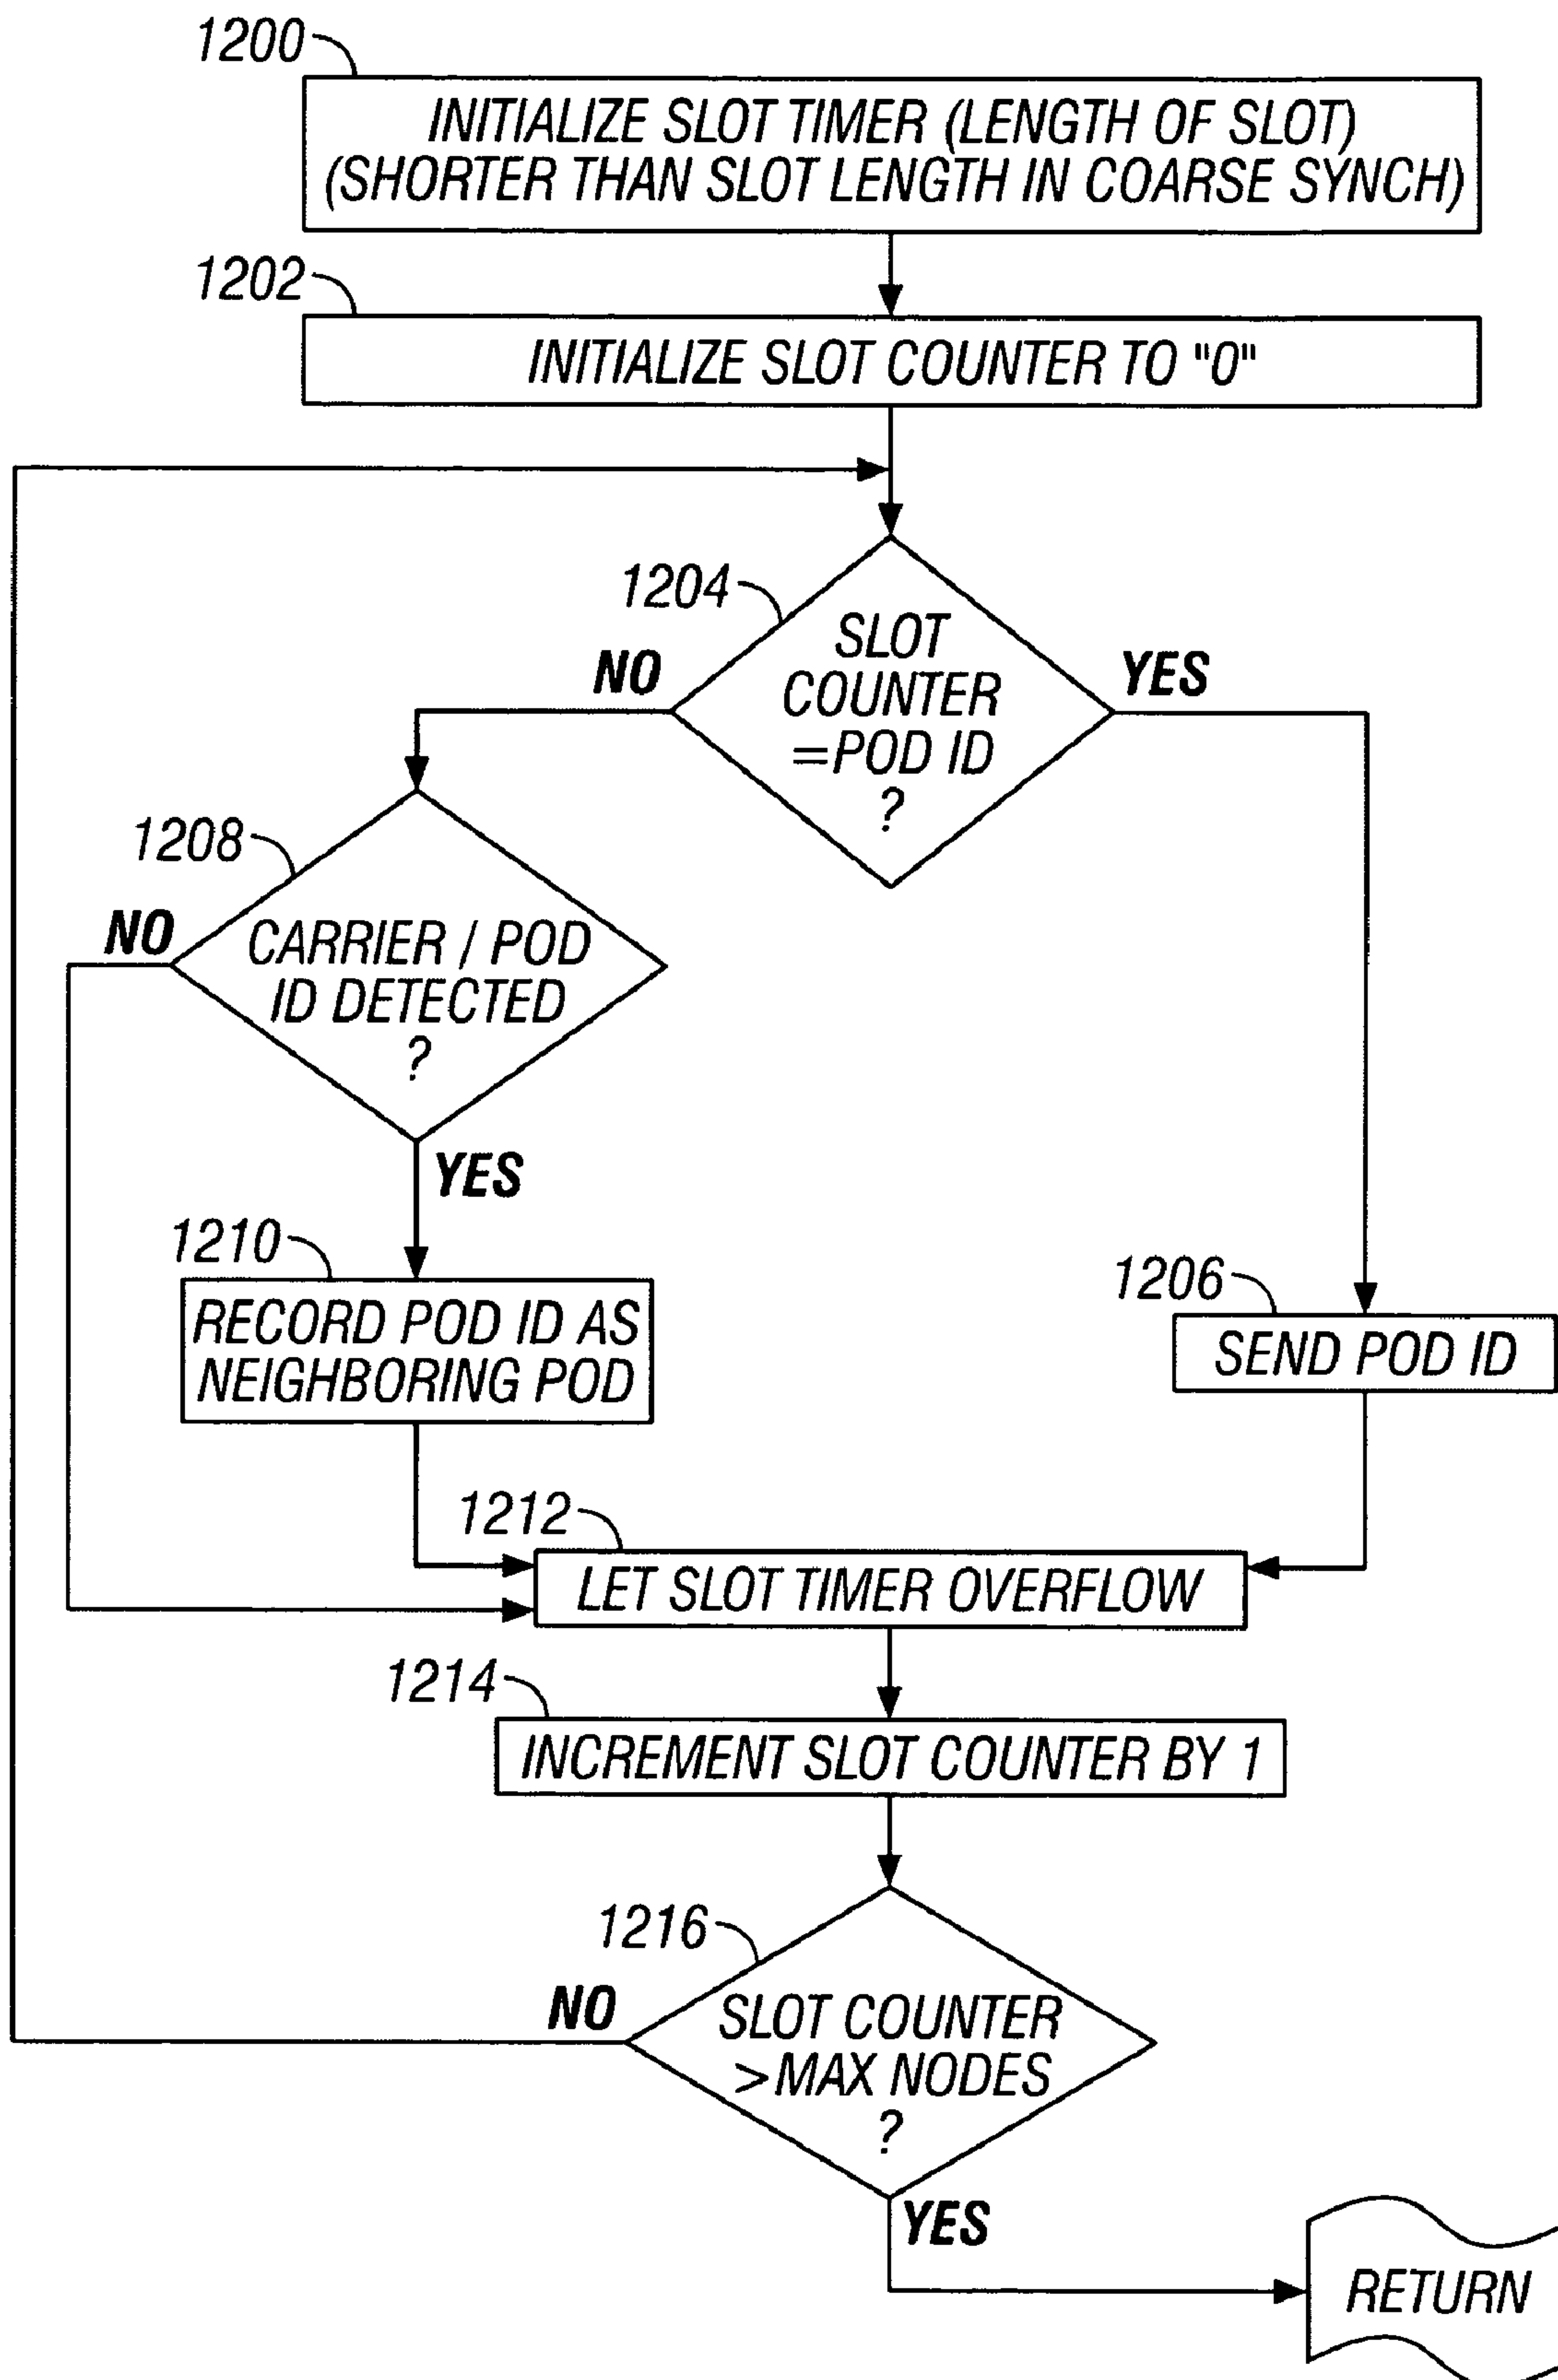 1200
INITIALIZE SLOT TIMER (LENGTH OF SLOT)
(SHORTER THAN SLOT LENGTH IN COARSE SYNCH)
1202
INITIALIZE SLOT COUNTER TO "0"
1204
SLOT
COUNTER
=POD ID
?
NO
YES
1208
CARRIER / POD
ID DETECTED
?
NO
YES
1210
RECORD POD ID AS
NEIGHBORING POD
1206
SEND POD ID
1212
LET SLOT TIMER OVERFLOW
1214
INCREMENT SLOT COUNTER BY 1
1216
SLOT COUNTER
>MAX NODES
?
NO
YES
RETURN